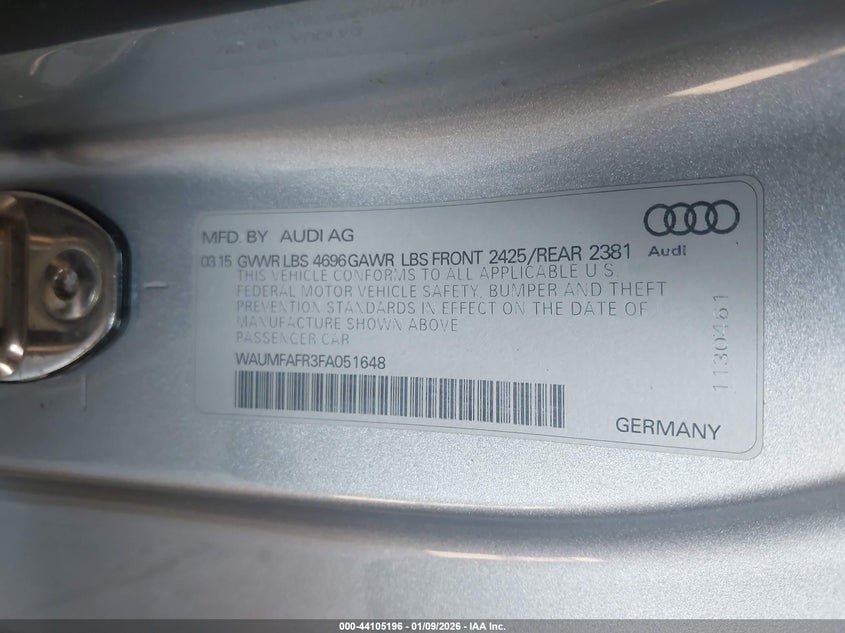 MFD. BY AUDI AG
Audi
03 15 GVWR LBS 4696 GAWR LBS FRONT 2425/REAR 2381
THIS VEHICLE CONFORMS TO ALL APPLICABLE U.S.
FEDERAL MOTOR VEHICLE SAFETY, BUMPER AND THEFT
PREVENTION STANDARDS IN EFFECT ON THE DATE OF
MANUFACTURE SHOWN ABOVE
PASSENGER CAR
WAUMFAFR3FA051648
1130461
GERMANY
000-44105196 - 01/09/2026 - IAA Inc.